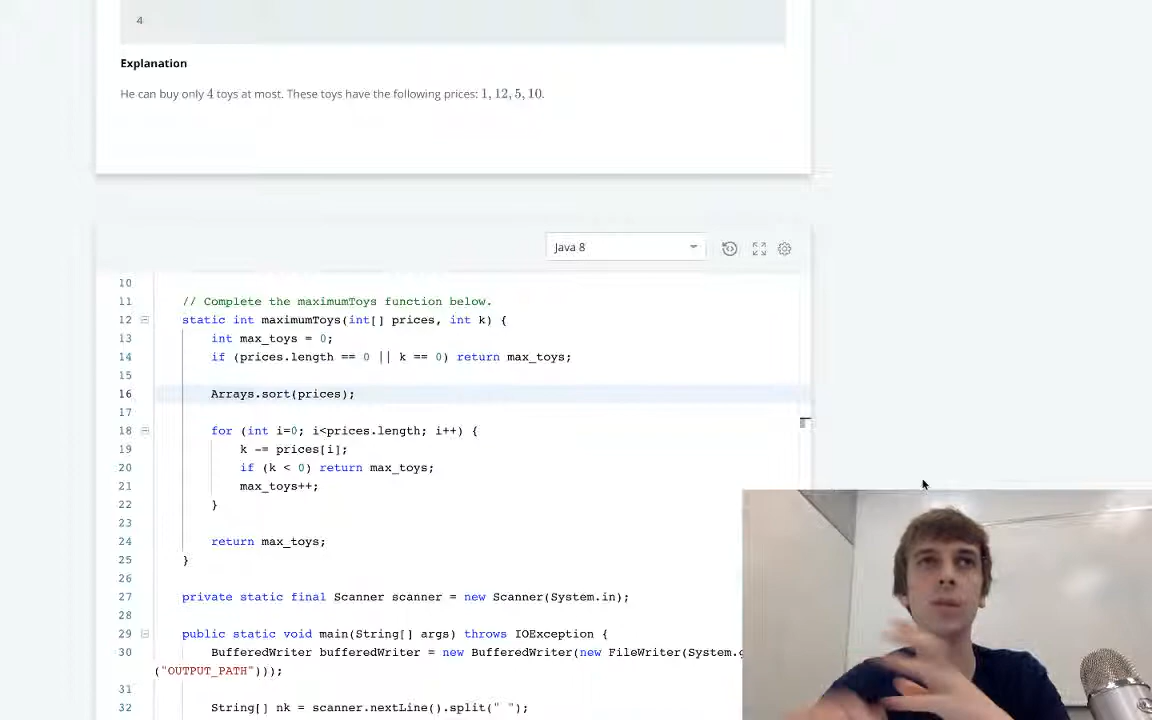 4
Explanation
He can buy only 4 toys at most. These toys have the following prices: 1, 12, 5, 10.
Java 8
10
11 // Complete the maximumToys function below.
12 static int maximumToys(int[] prices, int k) {
13 int max_toys = 0;
14 if (prices.length == 0 || k == 0) return max_toys;
15
16 Arrays.sort(prices);
17
18 for (int i=0; i<prices.length; i++) {
19 k -= prices[i];
20 if (k < 0) return max_toys;
21 max_toys++;
22 }
23
24 return max_toys;
25 }
26
27 private static final Scanner scanner = new Scanner(System.in);
28
29 public static void main(String[] args) throws IOException {
30 BufferedWriter bufferedWriter = new BufferedWriter(new FileWriter(System.g
("OUTPUT_PATH")));
31
32 String[] nk = scanner.nextLine().split(" ");